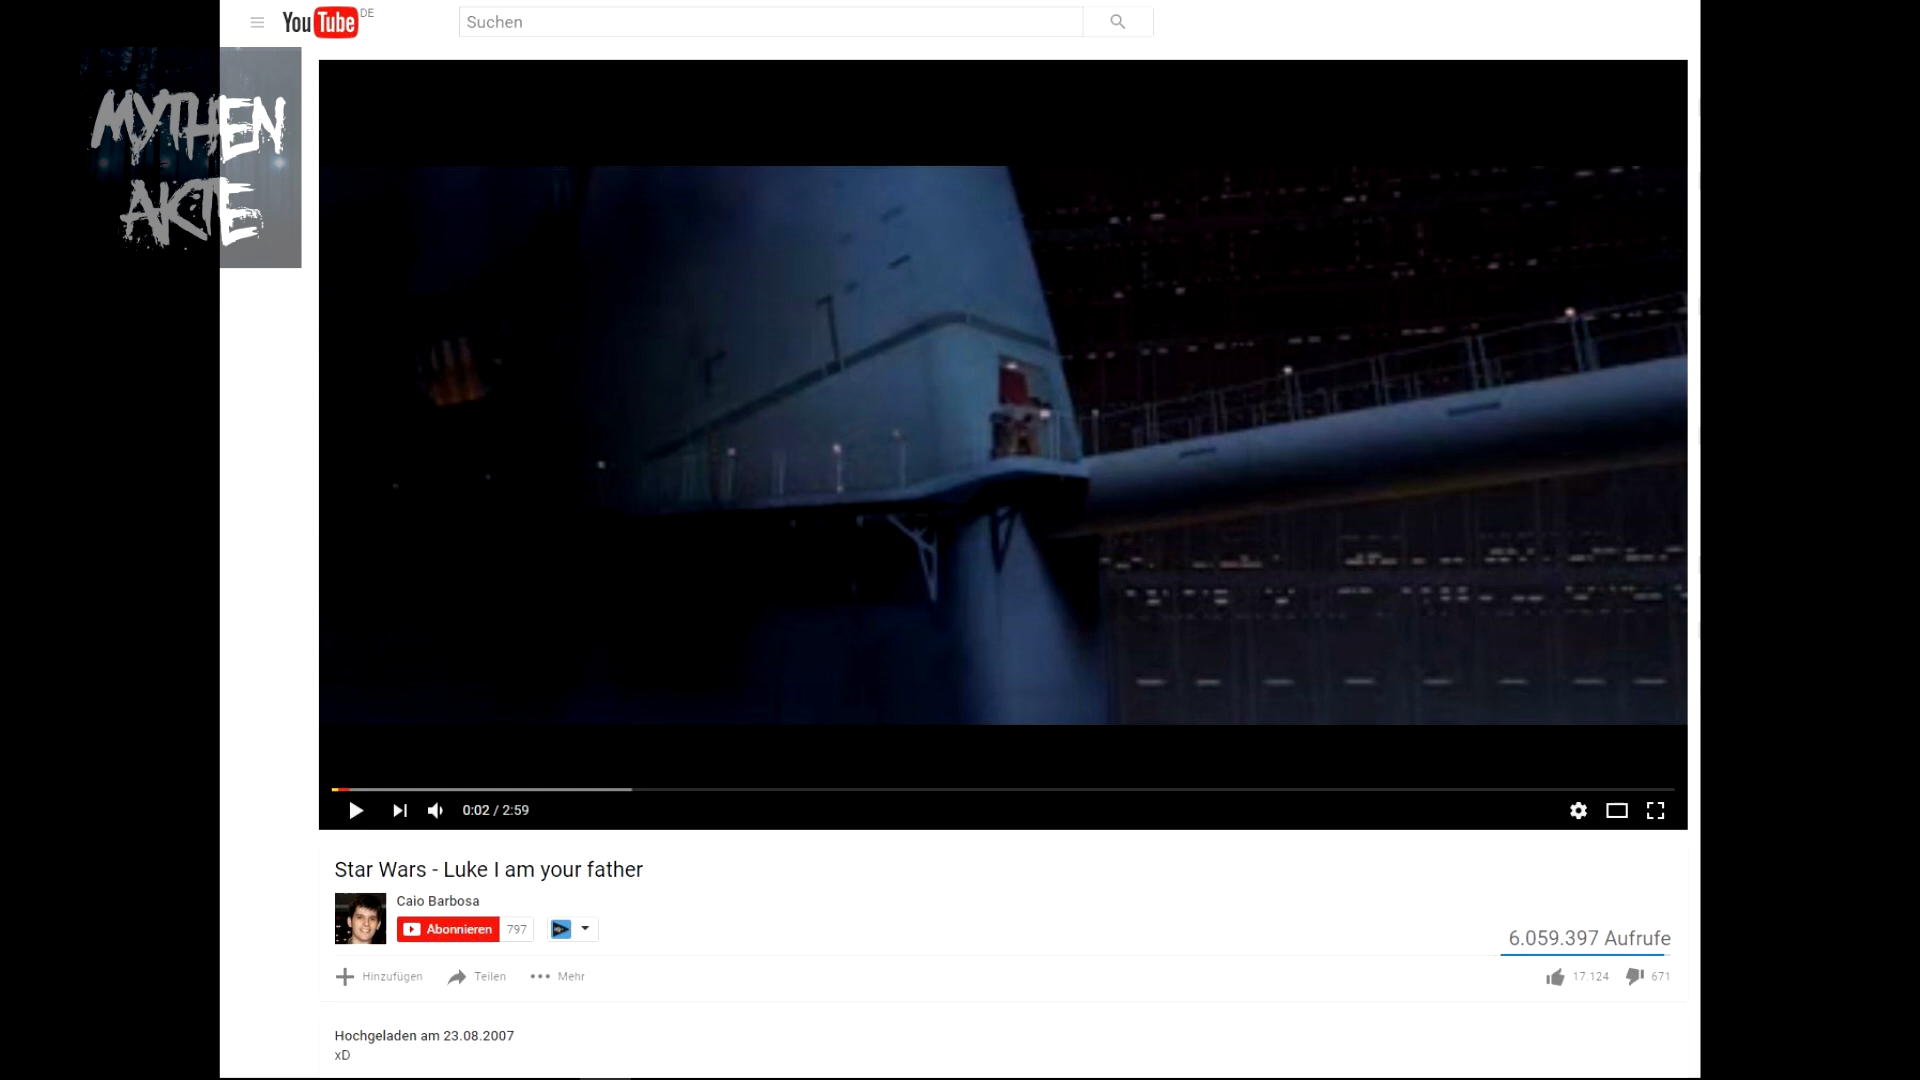 YouTube DE
Suchen
MYTHEN
AKTE
0:02 / 2:59
Star Wars - Luke I am your father
Caio Barbosa
Abonnieren 797
6.059.397 Aufrufe
Hinzufügen Teilen Mehr 17.124 671
Hochgeladen am 23.08.2007
xD